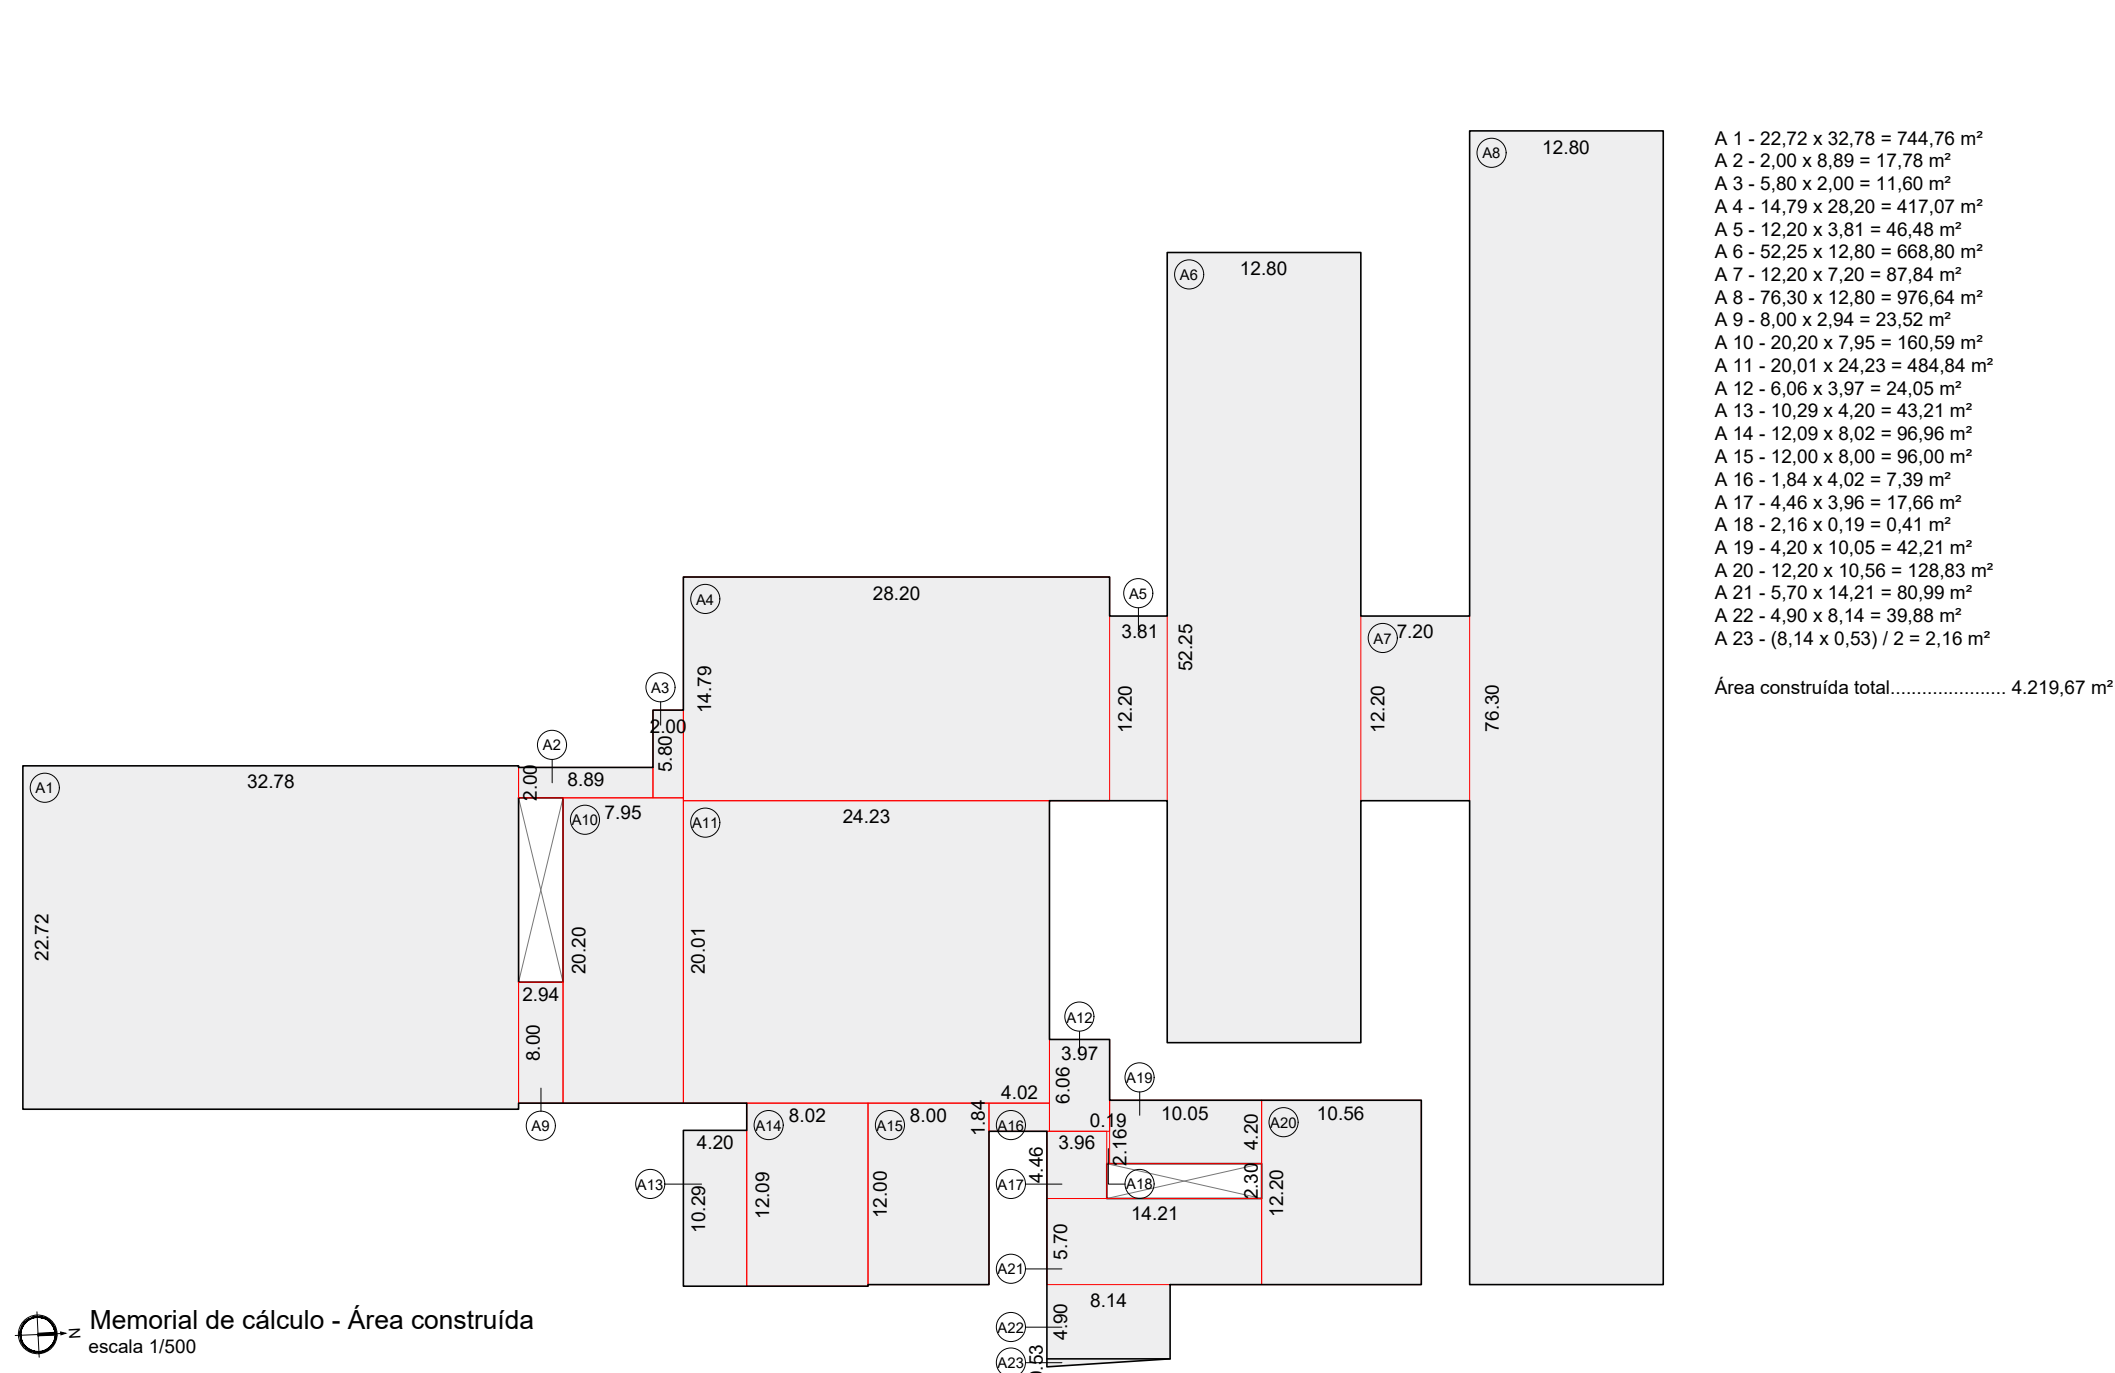 A8
12.80
A 1 - 22,72 x 32,78 = 744,76 m²
A 2 - 2,00 x 8,89 = 17,78 m²
A 3 - 5,80 x 2,00 = 11,60 m²
A 4 - 14,79 x 28,20 = 417,07 m²
A 5 - 12,20 x 3,81 = 46,48 m²
A 6 - 52,25 x 12,80 = 668,80 m²
A 7 - 12,20 x 7,20 = 87,84 m²
A 8 - 76,30 x 12,80 = 976,64 m²
A 9 - 8,00 x 2,94 = 23,52 m²
A 10 - 20,20 x 7,95 = 160,59 m²
A 11 - 20,01 x 24,23 = 484,84 m²
A 12 - 6,06 x 3,97 = 24,05 m²
A 13 - 10,29 x 4,20 = 43,21 m²
A 14 - 12,09 x 8,02 = 96,96 m²
A 15 - 12,00 x 8,00 = 96,00 m²
A 16 - 1,84 x 4,02 = 7,39 m²
A 17 - 4,46 x 3,96 = 17,66 m²
A 18 - 2,16 x 0,19 = 0,41 m²
A 19 - 4,20 x 10,05 = 42,21 m²
A 20 - 12,20 x 10,56 = 128,83 m²
A 21 - 5,70 x 14,21 = 80,99 m²
A 22 - 4,90 x 8,14 = 39,88 m²
A 23 - (8,14 x 0,53) / 2 = 2,16 m²
Área construída total...................... 4.219,67 m²
A6
12.80
A4
28.20
A5
3.81
52.25
A7
7.20
A3
2.00
14.79
12.20
12.20
76.30
A2
5.80
A1
32.78
2.00
8.89
A10
7.95
A11
24.23
22.72
20.20
20.01
2.94
8.00
A12
3.97
6.06
A9
A19
4.02
1.84
A14
8.02
A15
8.00
A16
0.19
10.05
4.20
A20
10.56
4.20
3.96
2.16
A13
10.29
12.09
12.00
A17
4.46
A18
2.30
12.20
14.21
5.70
A21
8.14
A22
4.90
A23
0.53
N
Memorial de cálculo - Área construída
escala 1/500